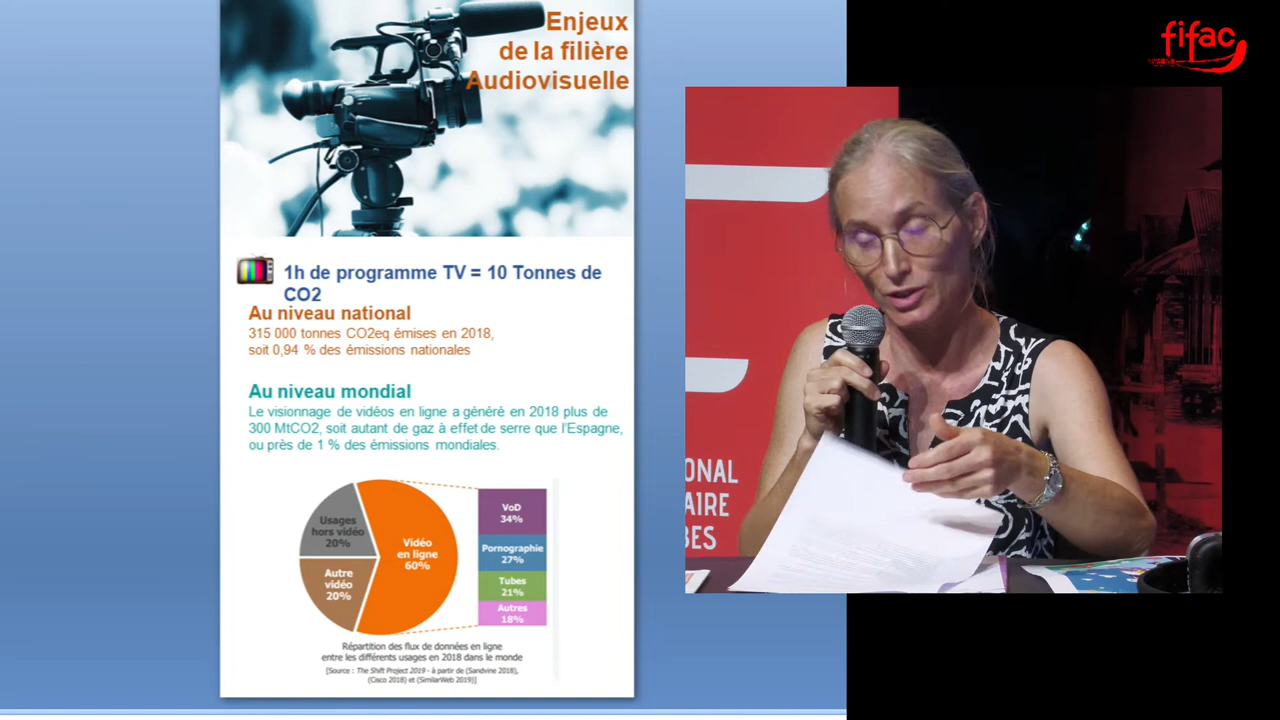 Enjeux
de la filière
Audiovisuelle
1h de programme TV = 10 Tonnes de
CO2
Au niveau national
315 000 tonnes CO2eq émises en 2018,
soit 0,94 % des émissions nationales
Au niveau mondial
Le visionnage de vidéos en ligne a généré en 2018 plus de
300 MtCO2, soit autant de gaz à effet de serre que l'Espagne,
ou près de 1 % des émissions mondiales.
Usages
hors vidéo
20%
Autre
vidéo
20%
Vidéo
en ligne
60%
VoD
34%
Pornographie
27%
Tubes
21%
Autres
18%
Répartition des flux de données en ligne
entre les différents usages en 2018 dans le monde
[Source : The Shift Project 2019 - à partir de (Sandvine 2018),
(Cisco 2018) et (SimilarWeb 2019)]
fifac
ONAL
AIRE
BES